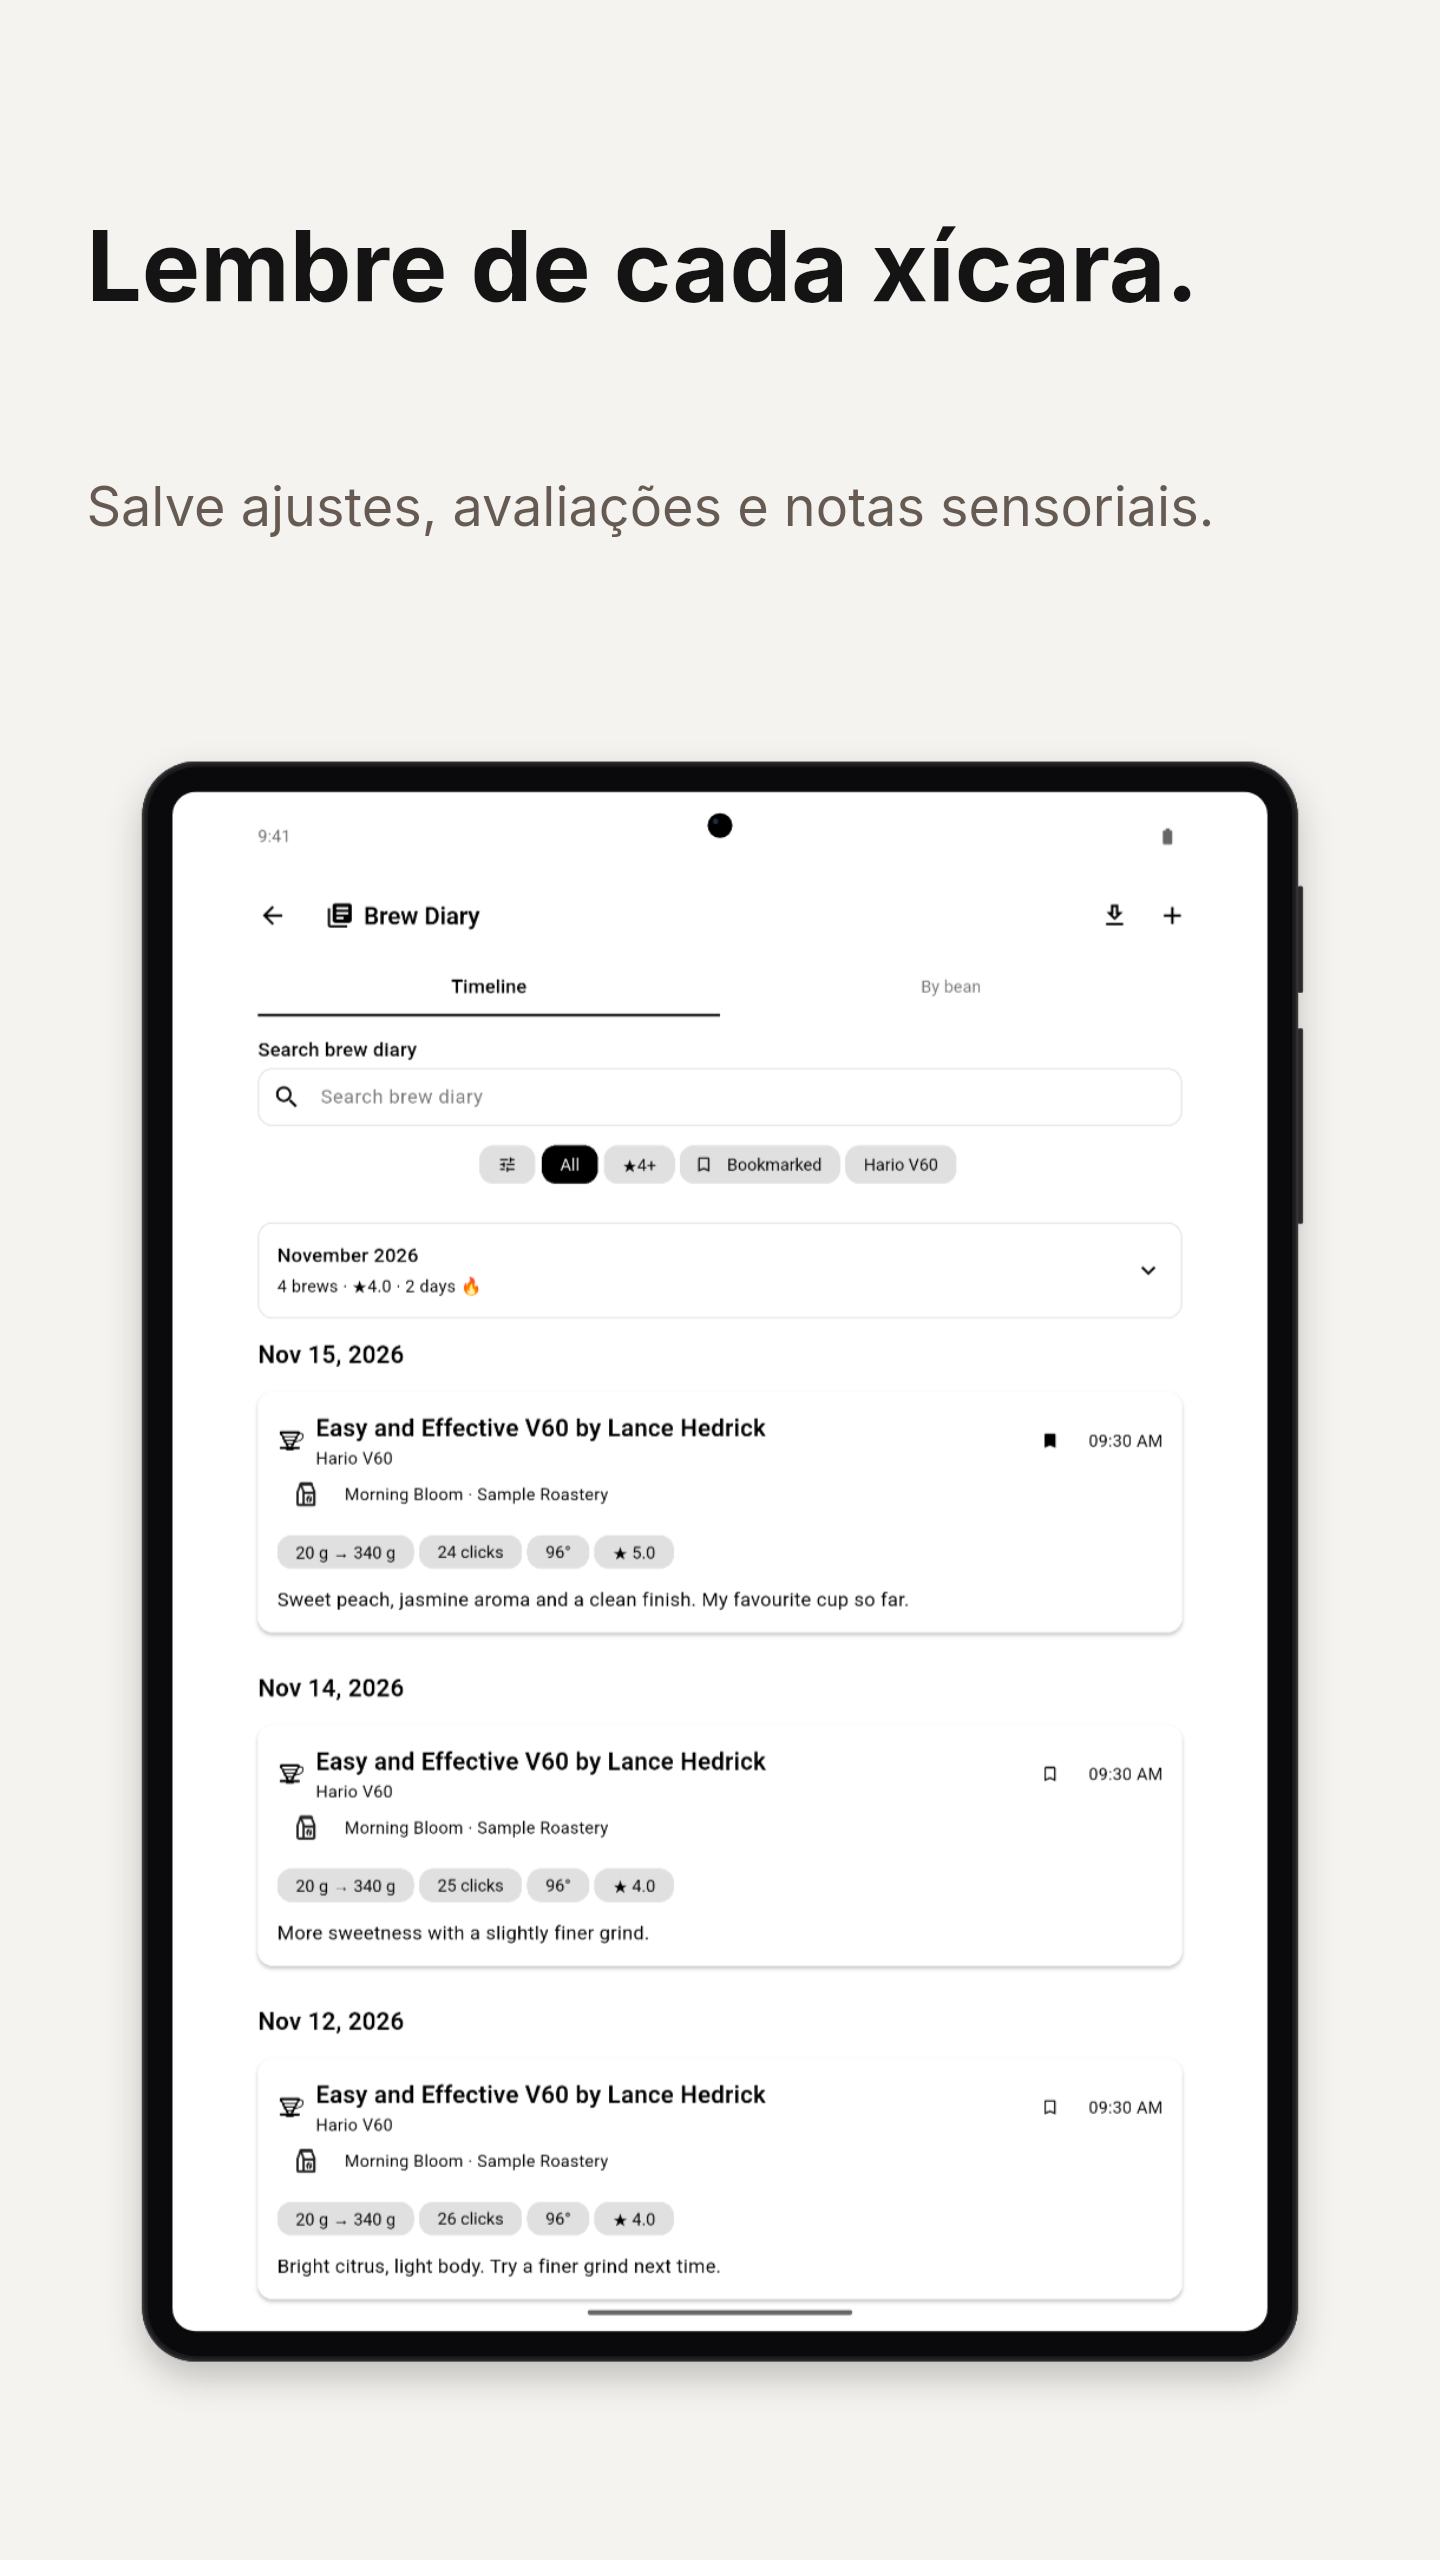 Lembre de cada xícara.
Salve ajustes, avaliações e notas sensoriais.
9:41
Brew Diary
Timeline
By bean
Search brew diary
Search brew diary
All
★4+
Bookmarked
Hario V60
November 2026
4 brews · ★4.0 · 2 days 🔥
Nov 15, 2026
Easy and Effective V60 by Lance Hedrick
09:30 AM
Hario V60
Morning Bloom · Sample Roastery
20 g → 340 g
24 clicks
96°
★ 5.0
Sweet peach, jasmine aroma and a clean finish. My favourite cup so far.
Nov 14, 2026
Easy and Effective V60 by Lance Hedrick
09:30 AM
Hario V60
Morning Bloom · Sample Roastery
20 g → 340 g
25 clicks
96°
★ 4.0
More sweetness with a slightly finer grind.
Nov 12, 2026
Easy and Effective V60 by Lance Hedrick
09:30 AM
Hario V60
Morning Bloom · Sample Roastery
20 g → 340 g
26 clicks
96°
★ 4.0
Bright citrus, light body. Try a finer grind next time.